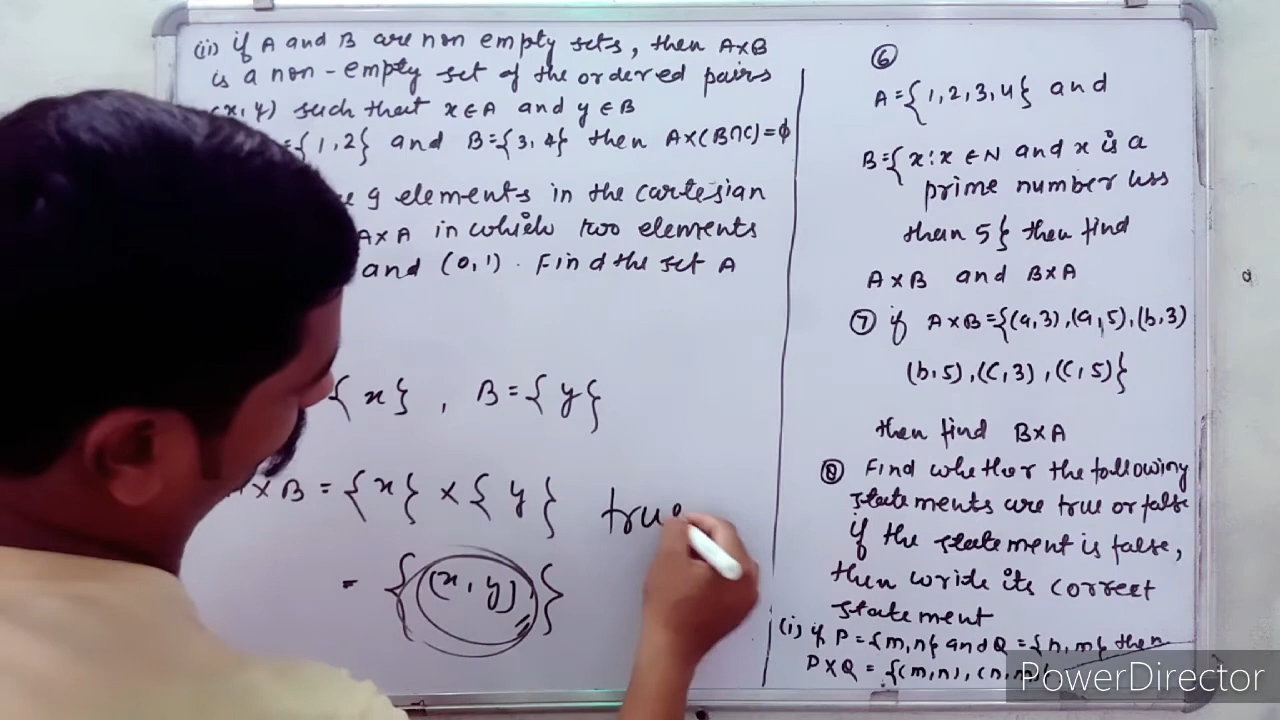 (ii) if A and B are non empty sets, then A×B
is a non-empty set of the ordered pairs
(x, y) such that x∈A and y∈B
={1,2} and B={3,4} then A×(B∩C)=ϕ
9 elements in the cartesian
A×A in which two elements
and (0,1). Find the set A
{x}, B={y}
×B = {x} × {y} true
= {(x, y)}
⑥
A={1,2,3,4} and
B={x:x∈N and x is a
prime number less
than 5} then find
A×B and B×A
⑦ if A×B={(a,3),(a,5),(b,3)
(b,5),(c,3),(c,5)}
then find B×A
⑧ Find whether the following
statements are true or false
if the statement is false,
then write its correct
statement
(i) if P={m,n} and Q={n,m} then
P×Q = {(m,n),(n,m)
PowerDirector